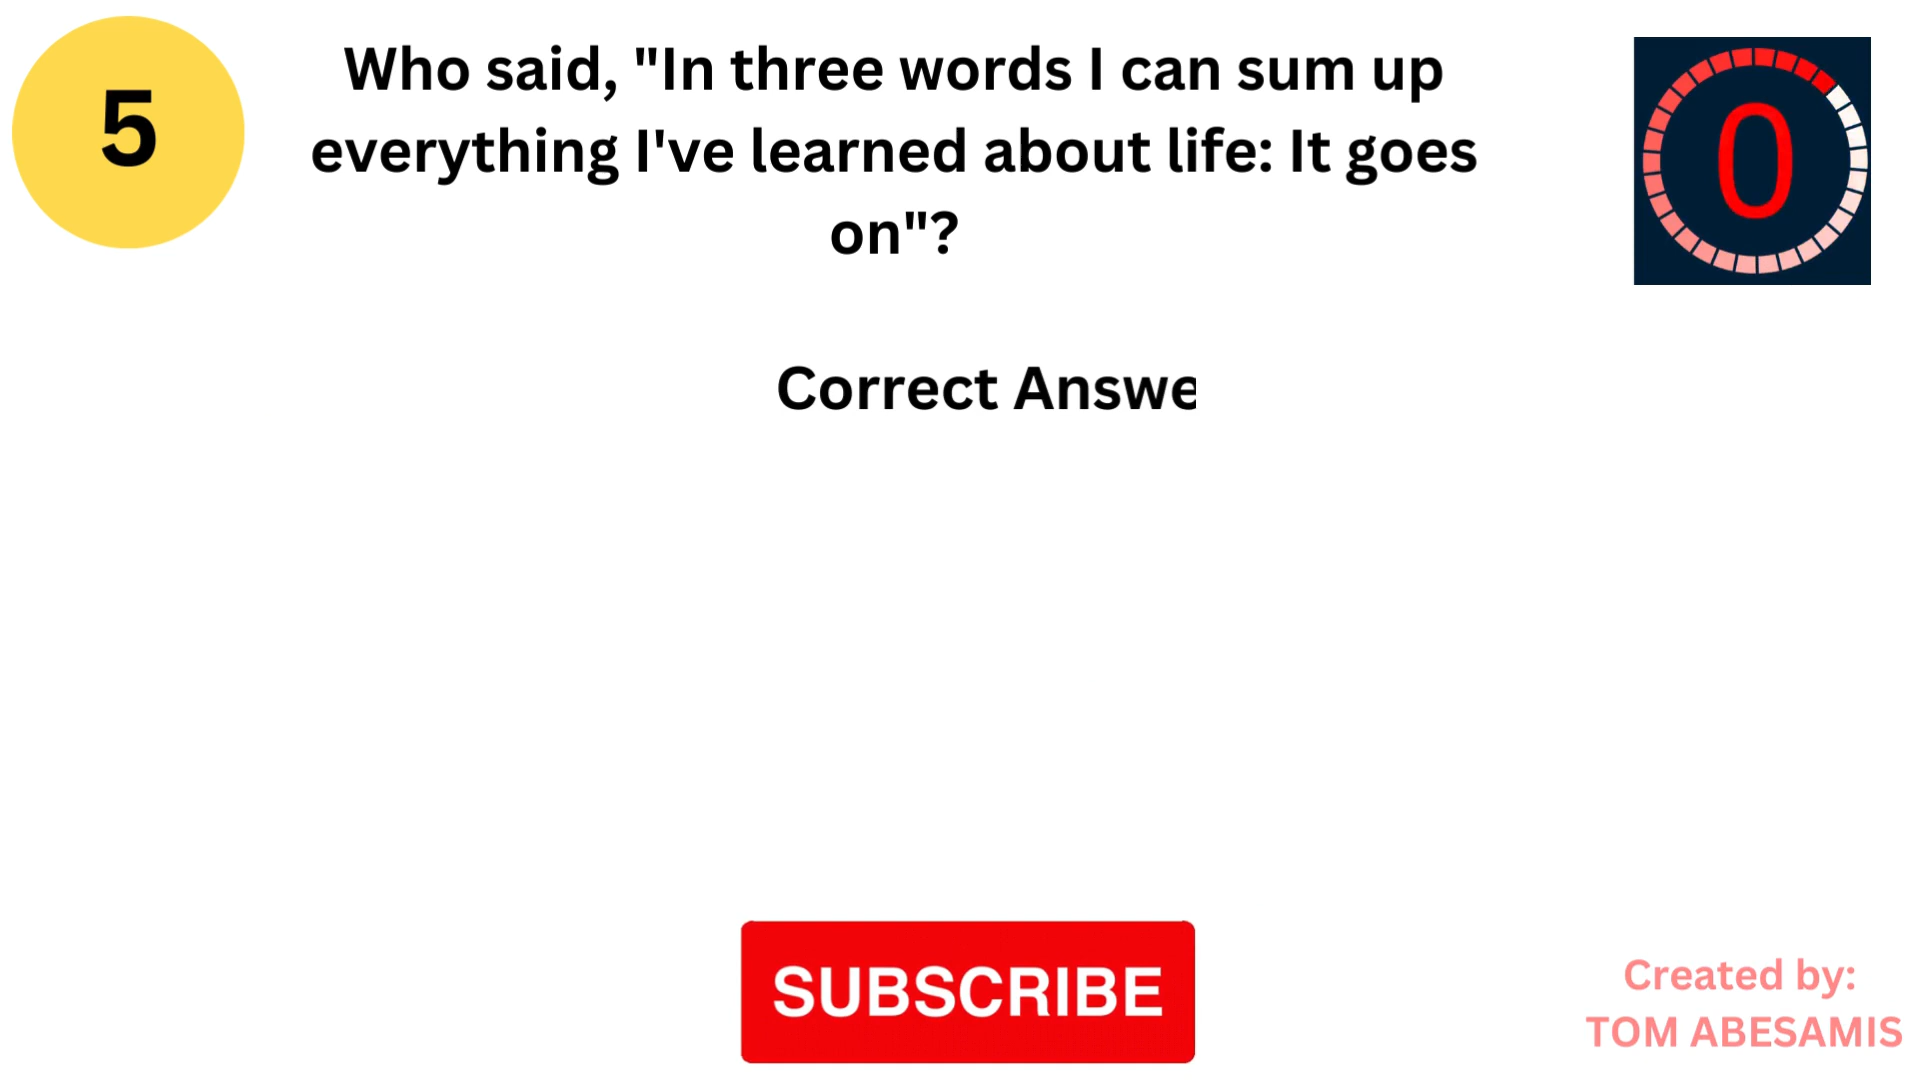 5
Who said, "In three words I can sum up
everything I've learned about life: It goes
on"?
0
Correct Answe
SUBSCRIBE
Created by:
TOM ABESAMIS